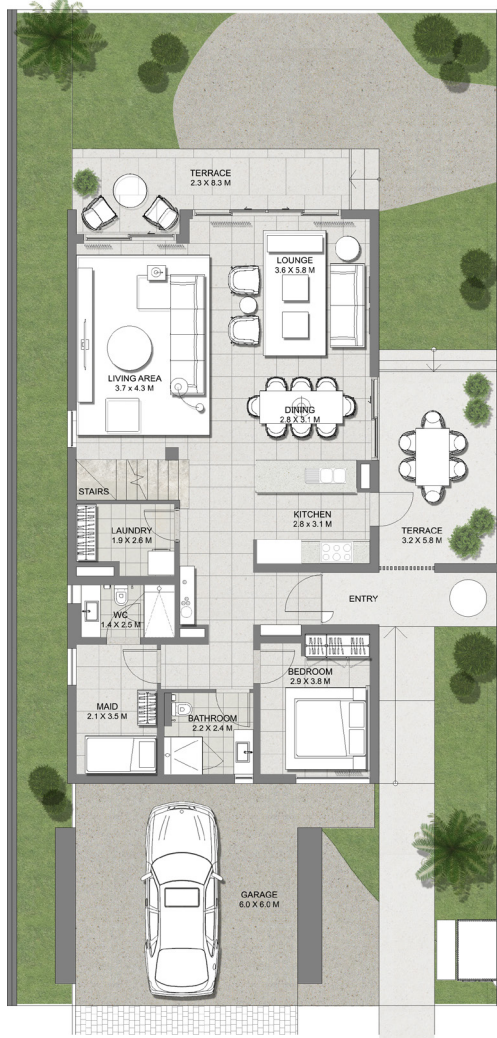 TERRACE
2.3 X 8.3 M
LOUNGE
3.6 X 5.8 M
LIVING AREA
3.7 x 4.3 M
DINING
2.8 X 3.1 M
STAIRS
KITCHEN
2.8 x 3.1 M
LAUNDRY
1.9 X 2.6 M
TERRACE
3.2 X 5.8 M
ENTRY
WC
1.4 X 2.5 M
BEDROOM
2.9 X 3.8 M
MAID
2.1 X 3.5 M
BATHROOM
2.2 X 2.4 M
GARAGE
6.0 X 6.0 M